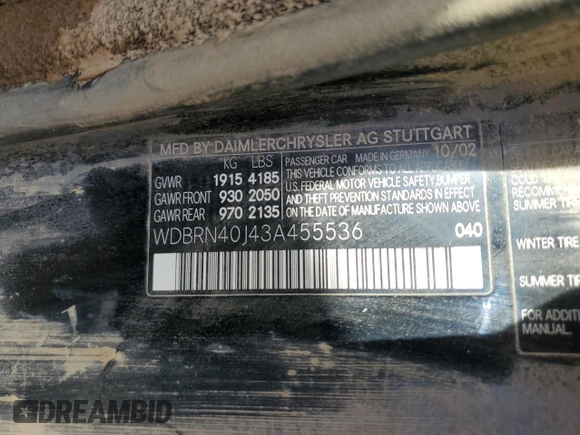 MFD BY DAIMLERCHRYSLER AG STUTTGART
KG LBS
GVWR 1915 4185
GAWR FRONT 930 2050
GAWR REAR 970 2135
PASSENGER CAR MADE IN GERMANY 10/02
THIS VEHICLE CONFORMS TO ALL APPLICABLE
U.S. FEDERAL MOTOR VEHICLE SAFETY BUMPER
AND THEFT PREVENTION STANDARDS IN EFFECT
ON THE DATE OF MANUFACTURE SHOWN ABOVE
WDBRN40J43A455536 040
COLD
RECOMMEN
SUMMER
WINTER TIRE
SUMMER TIR
FOR ADDITI
MANUAL.
DREAMBID